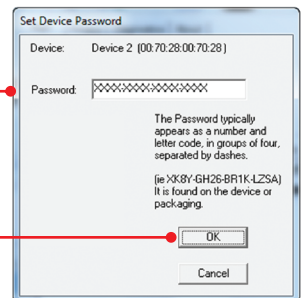 Set Device Password
Device: Device 2 (00:70:28:00:70:28)
Password: XXXX-XXXX-XXXX-XXXX
The Password typically
appears as a number and
letter code, in groups of four,
separated by dashes.
(ie XK8Y-GH26-BR1K-LZSA)
It is found on the device or
packaging.
OK
Cancel